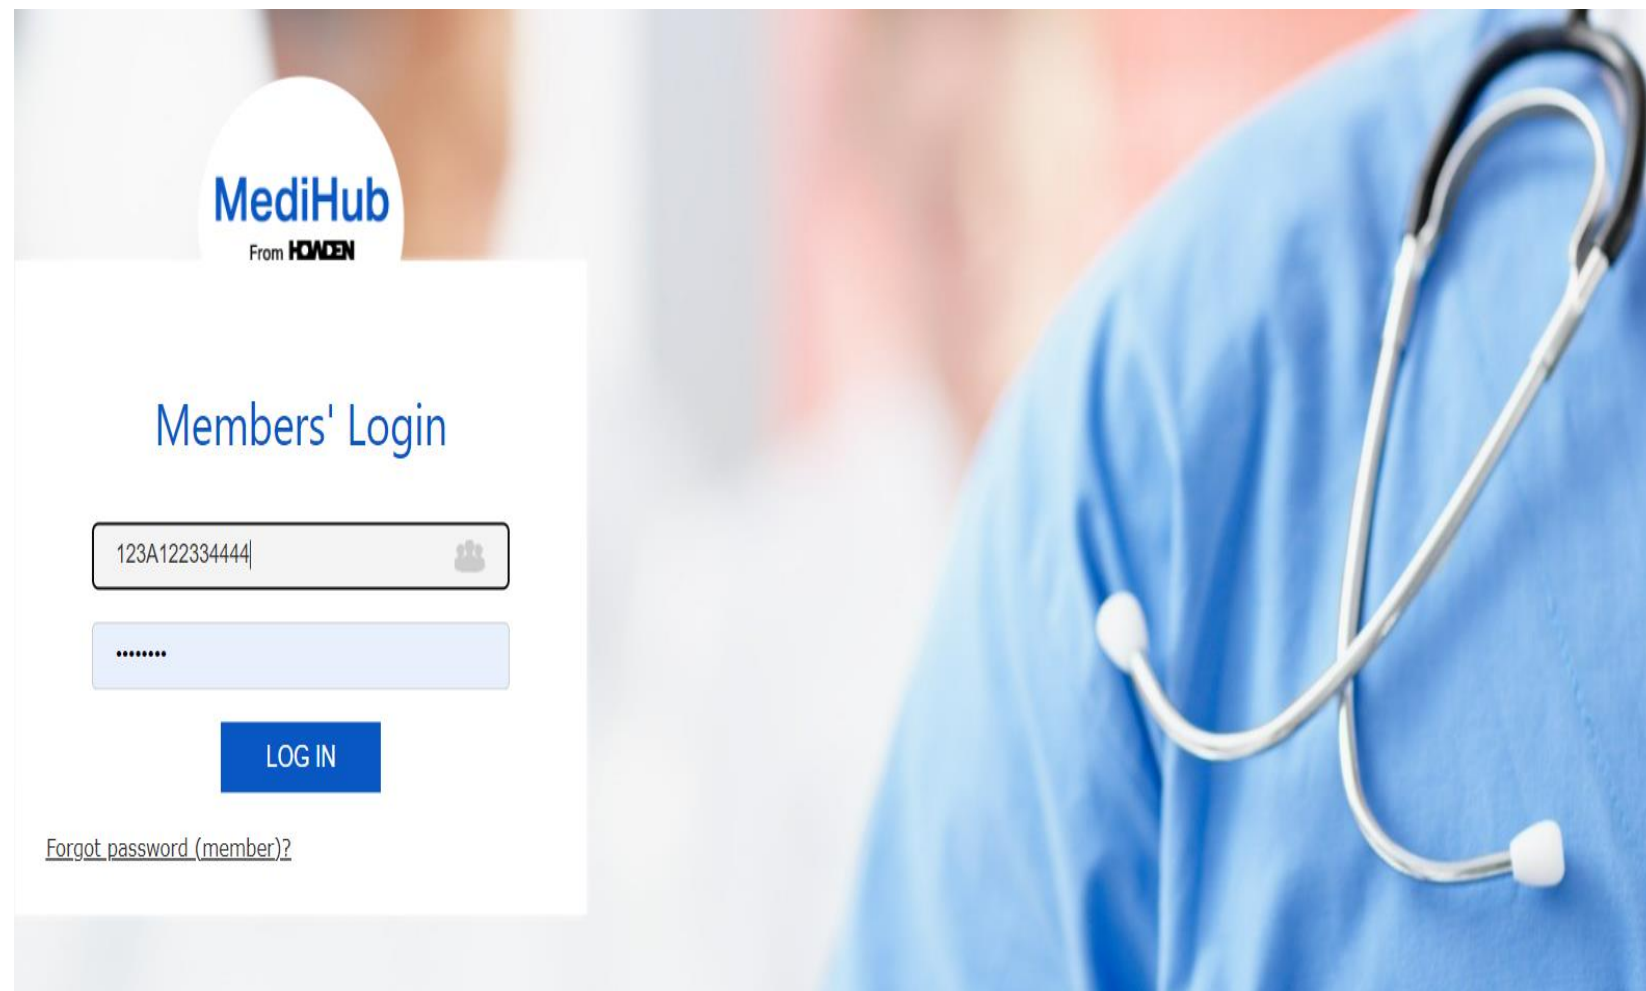 MediHub
From HOWDEN
Members' Login
123A122334444
••••••••
LOG IN
Forgot password (member)?